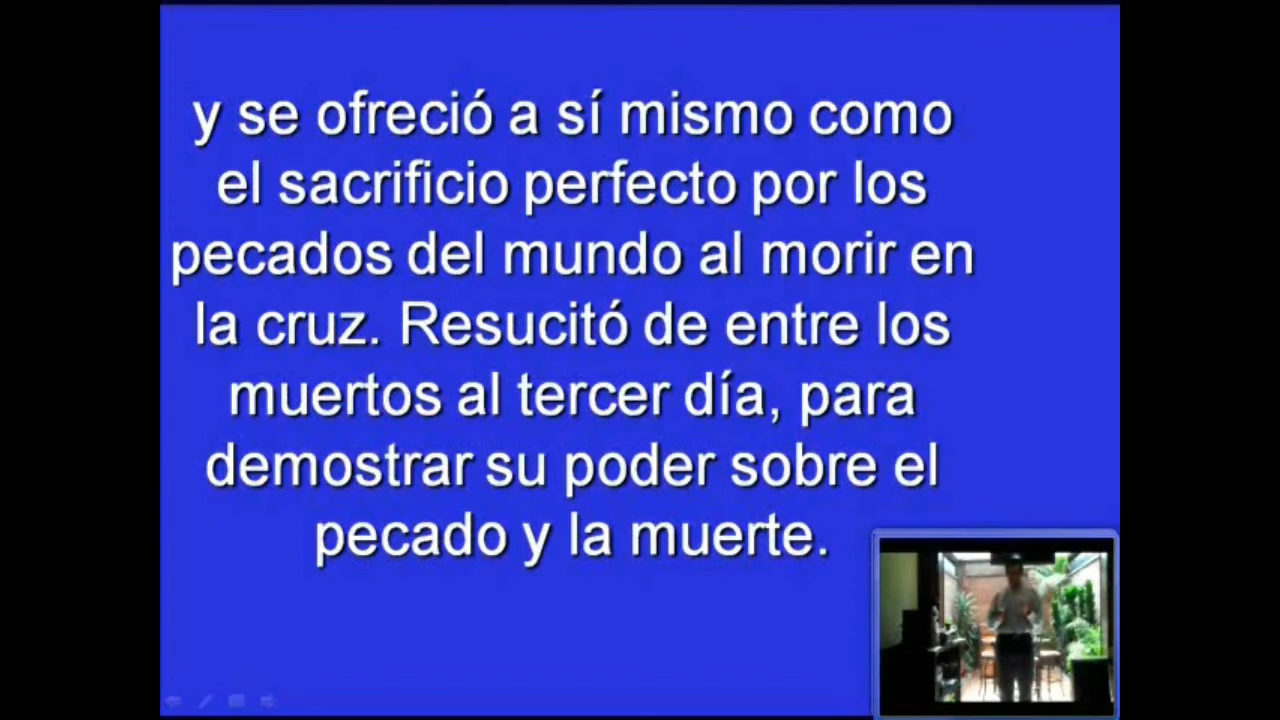 y se ofreció a sí mismo como
el sacrificio perfecto por los
pecados del mundo al morir en
la cruz. Resucitó de entre los
muertos al tercer día, para
demostrar su poder sobre el
pecado y la muerte.